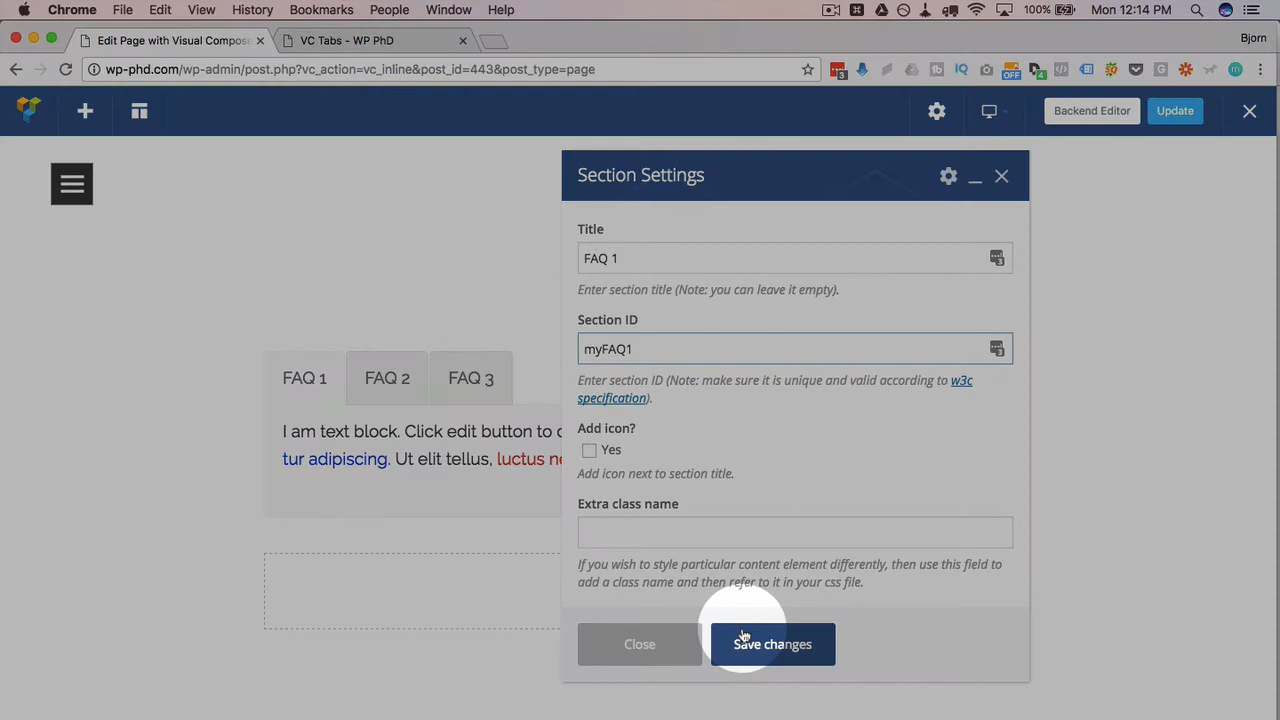 Chrome File Edit View History Bookmarks People Window Help 100% Mon 12:14 PM
Edit Page with Visual Compose VC Tabs - WP PhD Bjorn
wp-phd.com/wp-admin/post.php?vc_action=vc_inline&post_id=443&post_type=page
Backend Editor Update
Section Settings
Title
FAQ 1
Enter section title (Note: you can leave it empty).
Section ID
myFAQ1
Enter section ID (Note: make sure it is unique and valid according to w3c
specification).
Add icon?
Yes
Add icon next to section title.
Extra class name
If you wish to style particular content element differently, then use this field to
add a class name and then refer to it in your css file.
Close Save changes
FAQ 1 FAQ 2 FAQ 3
I am text block. Click edit button to
tur adipiscing. Ut elit tellus, luctus